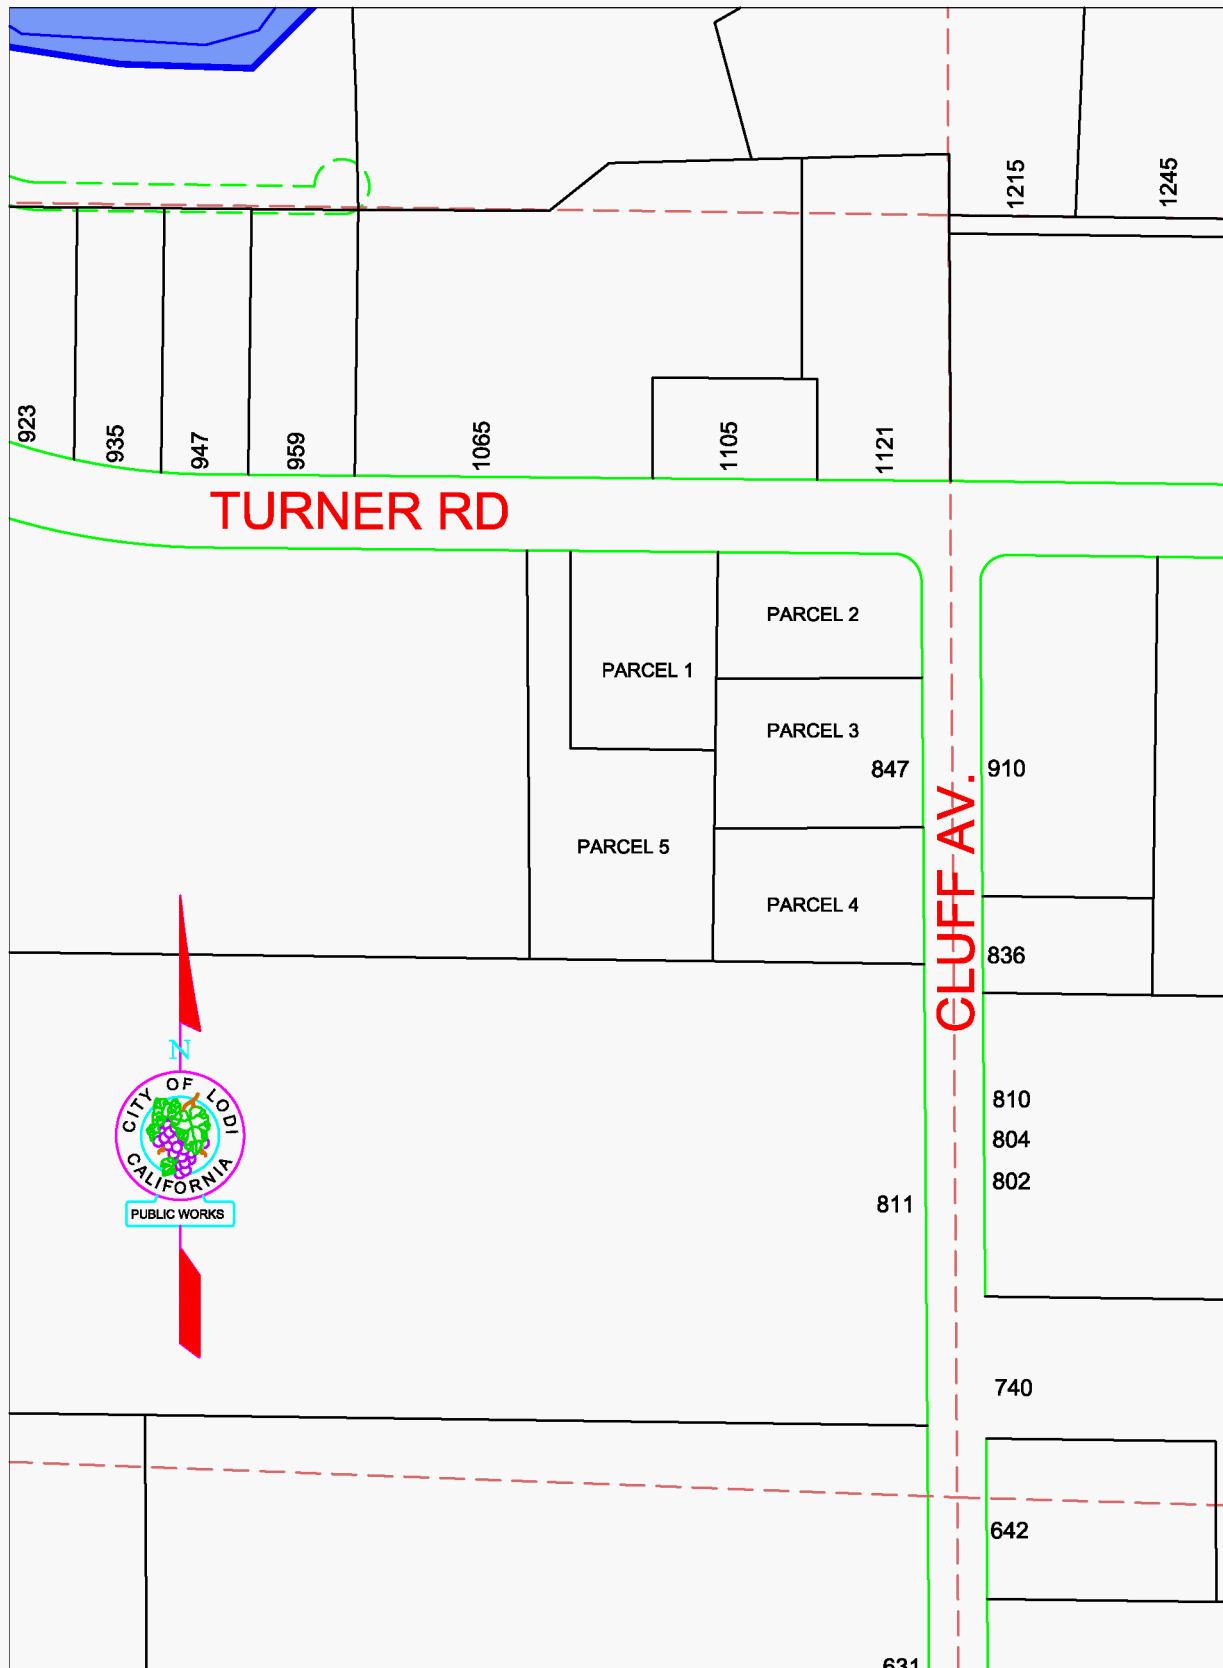 1215
1245
923
935
947
959
1065
1105
1121
TURNER RD
PARCEL 2
PARCEL 1
PARCEL 3
847
910
CLUFF AV.
PARCEL 5
PARCEL 4
836
N
CITY OF LODI
CALIFORNIA
PUBLIC WORKS
810
804
802
811
740
642
631